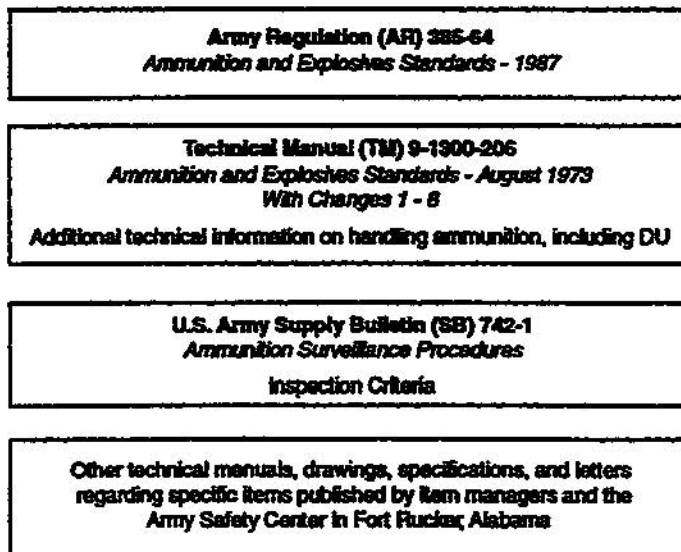 Army Regulation (AR) 385-64
Ammunition and Explosives Standards - 1987
Technical Manual (TM) 9-1300-206
Ammunition and Explosives Standards - August 1973
With Changes 1 - 8
Additional technical information on handling ammunition, including DU
U.S. Army Supply Bulletin (SB) 742-1
Ammunition Surveillance Procedures
Inspection Criteria
Other technical manuals, drawings, specifications, and letters
regarding specific items published by item managers and the
Army Safety Center in Fort Rucker, Alabama